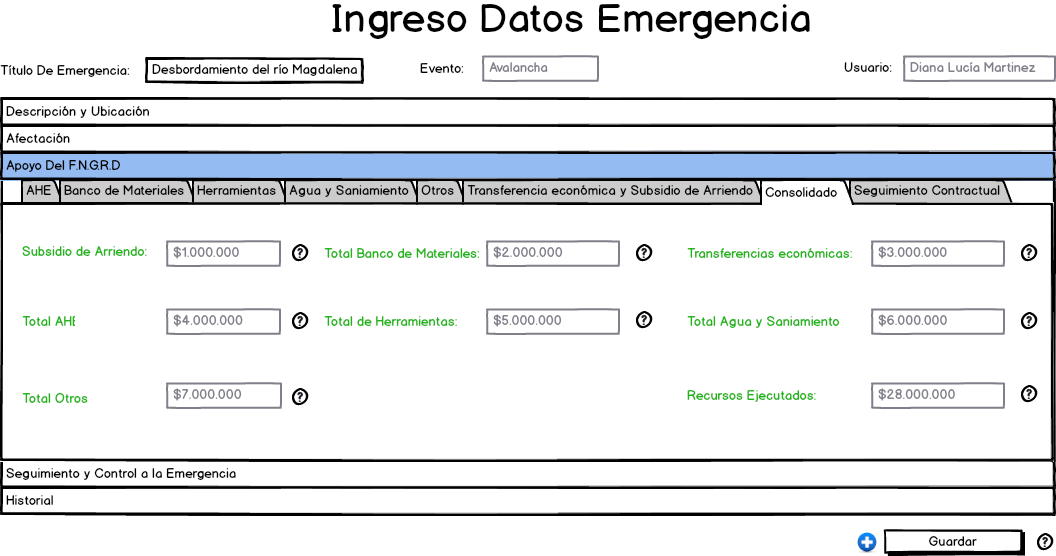 Ingreso Datos Emergencia
Título De Emergencia: Desbordamiento del río Magdalena Evento: Avalancha Usuario: Diana Lucía Martinez
Descripción y Ubicación
Afectación
Apoyo Del F.N.G.R.D
AHE Banco de Materiales Herramientas Agua y Saniamiento Otros Transferencia económica y Subsidio de Arriendo Consolidado Seguimiento Contractual
Subsidio de Arriendo: $1.000.000 ? Total Banco de Materiales: $2.000.000 ? Transferencias económicas: $3.000.000 ?
Total AHE $4.000.000 ? Total de Herramientas: $5.000.000 ? Total Agua y Saniamiento $6.000.000 ?
Total Otros $7.000.000 ? Recursos Ejecutados: $28.000.000 ?
Seguimiento y Control a la Emergencia
Historial
Guardar ?